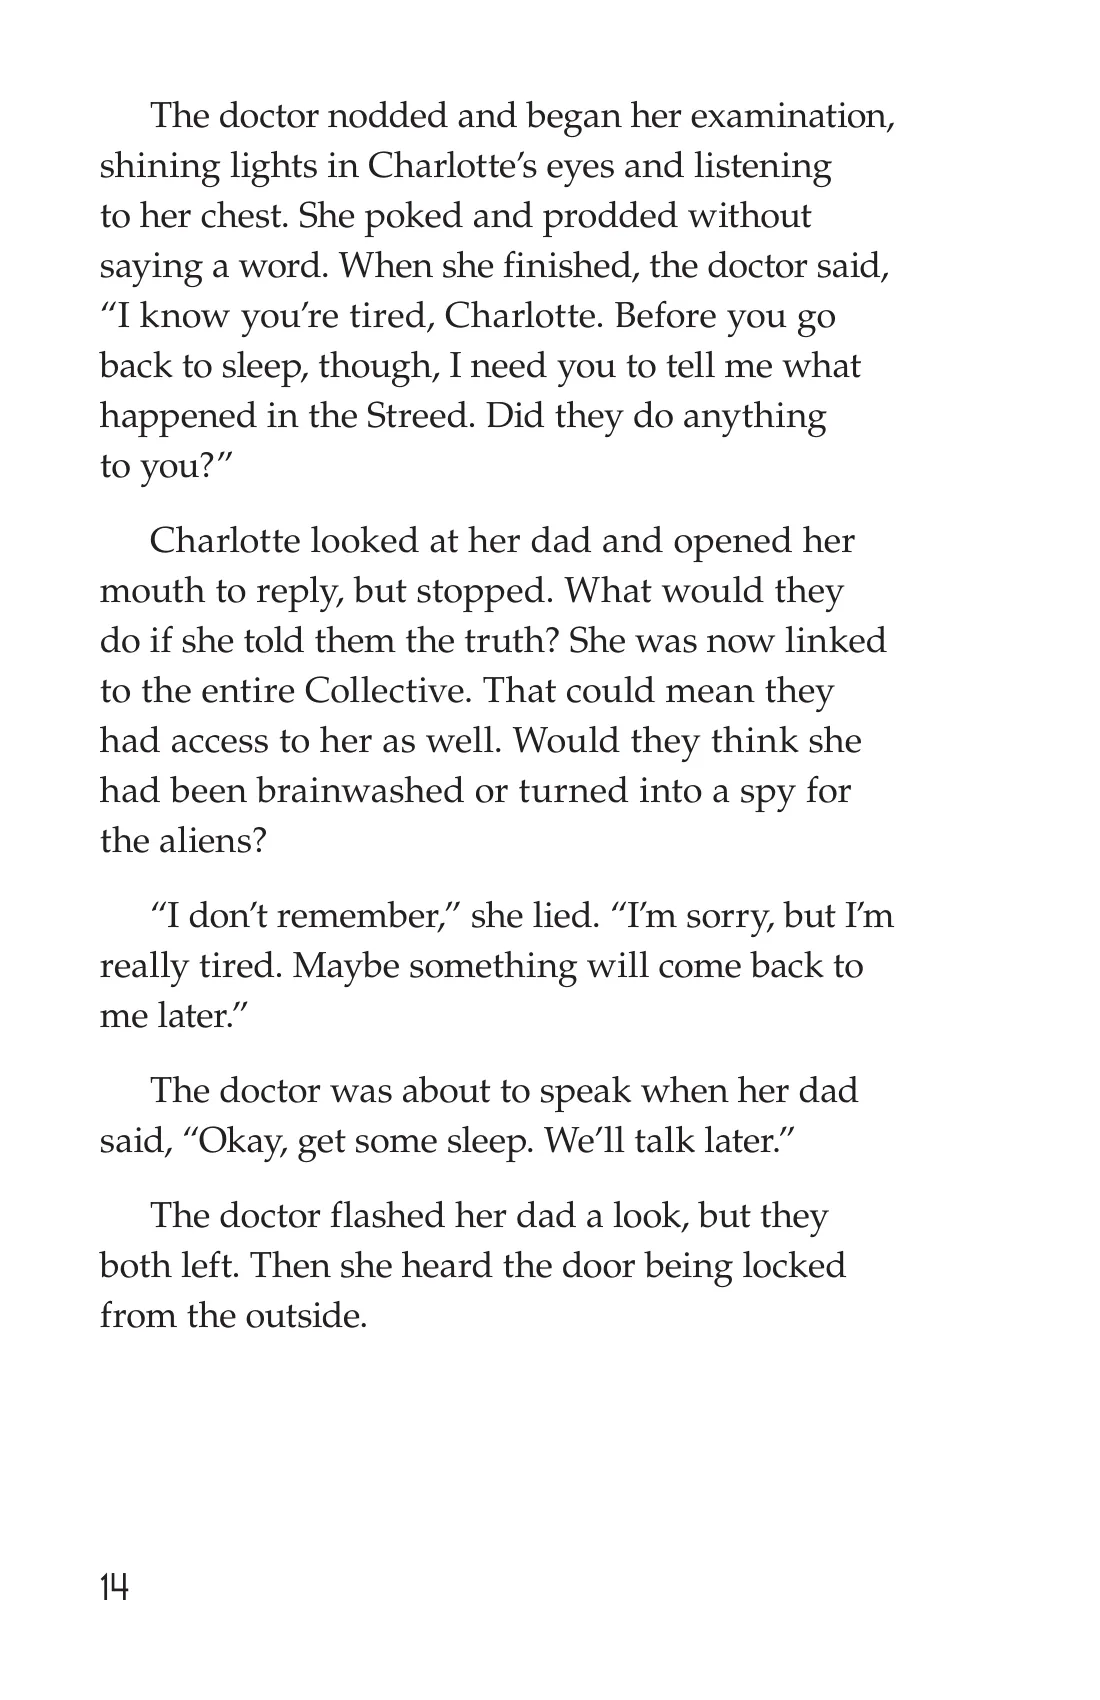 The doctor nodded and began her examination,
shining lights in Charlotte’s eyes and listening
to her chest. She poked and prodded without
saying a word. When she finished, the doctor said,
“I know you’re tired, Charlotte. Before you go
back to sleep, though, I need you to tell me what
happened in the Streed. Did they do anything
to you?”
Charlotte looked at her dad and opened her
mouth to reply, but stopped. What would they
do if she told them the truth? She was now linked
to the entire Collective. That could mean they
had access to her as well. Would they think she
had been brainwashed or turned into a spy for
the aliens?
“I don’t remember,” she lied. “I’m sorry, but I’m
really tired. Maybe something will come back to
me later.”
The doctor was about to speak when her dad
said, “Okay, get some sleep. We’ll talk later.”
The doctor flashed her dad a look, but they
both left. Then she heard the door being locked
from the outside.
14